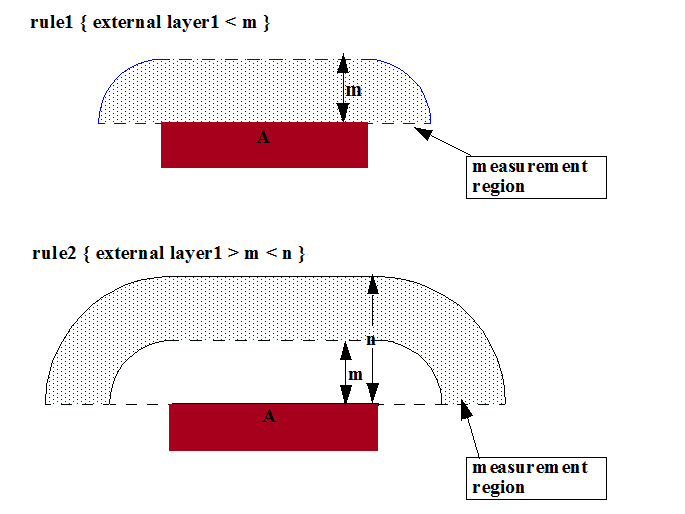 rule1 { external layer1 < m }
m
A
measurement
region
rule2 { external layer1 > m < n }
n
m
A
measurement
region